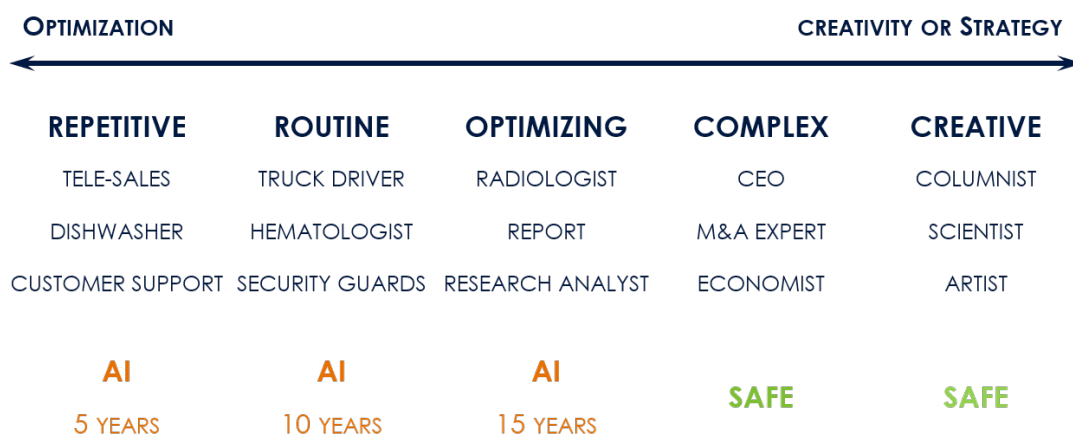 OPTIMIZATION CREATIVITY OR STRATEGY
REPETITIVE ROUTINE OPTIMIZING COMPLEX CREATIVE
TELE-SALES TRUCK DRIVER RADIOLOGIST CEO COLUMNIST
DISHWASHER HEMATOLOGIST REPORT M&A EXPERT SCIENTIST
CUSTOMER SUPPORT SECURITY GUARDS RESEARCH ANALYST ECONOMIST ARTIST
AI AI AI SAFE SAFE
5 YEARS 10 YEARS 15 YEARS